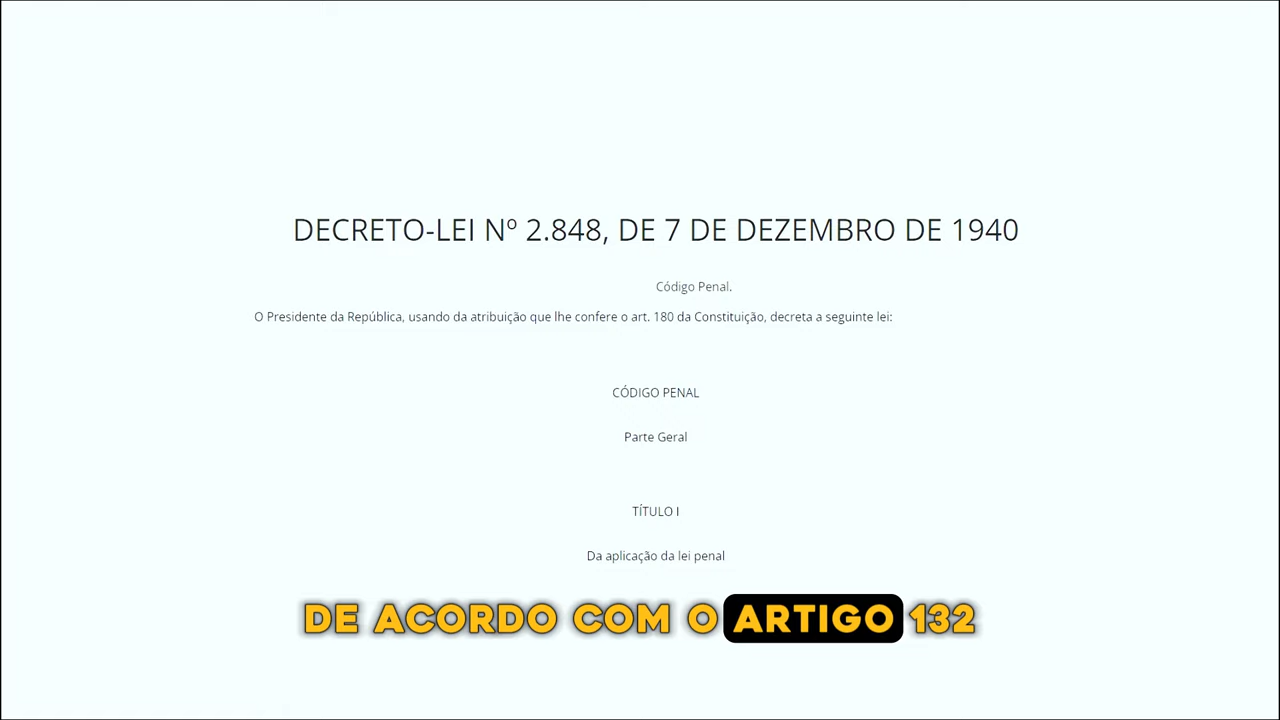 DECRETO-LEI Nº 2.848, DE 7 DE DEZEMBRO DE 1940
Código Penal.
O Presidente da República, usando da atribuição que lhe confere o art. 180 da Constituição, decreta a seguinte lei:
CÓDIGO PENAL
Parte Geral
TÍTULO I
Da aplicação da lei penal
DE ACORDO COM O ARTIGO 132